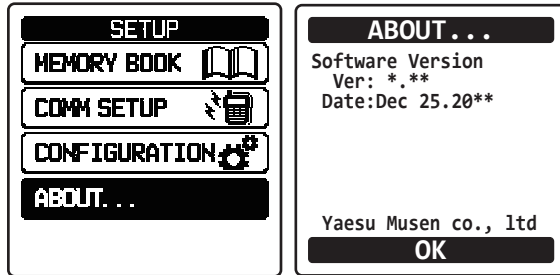 SETUP
MEMORY BOOK
COMM SETUP
CONFIGURATION
ABOUT...
ABOUT...
Software Version
Ver: *.**
Date:Dec 25.20**
Yaesu Musen co., ltd
OK